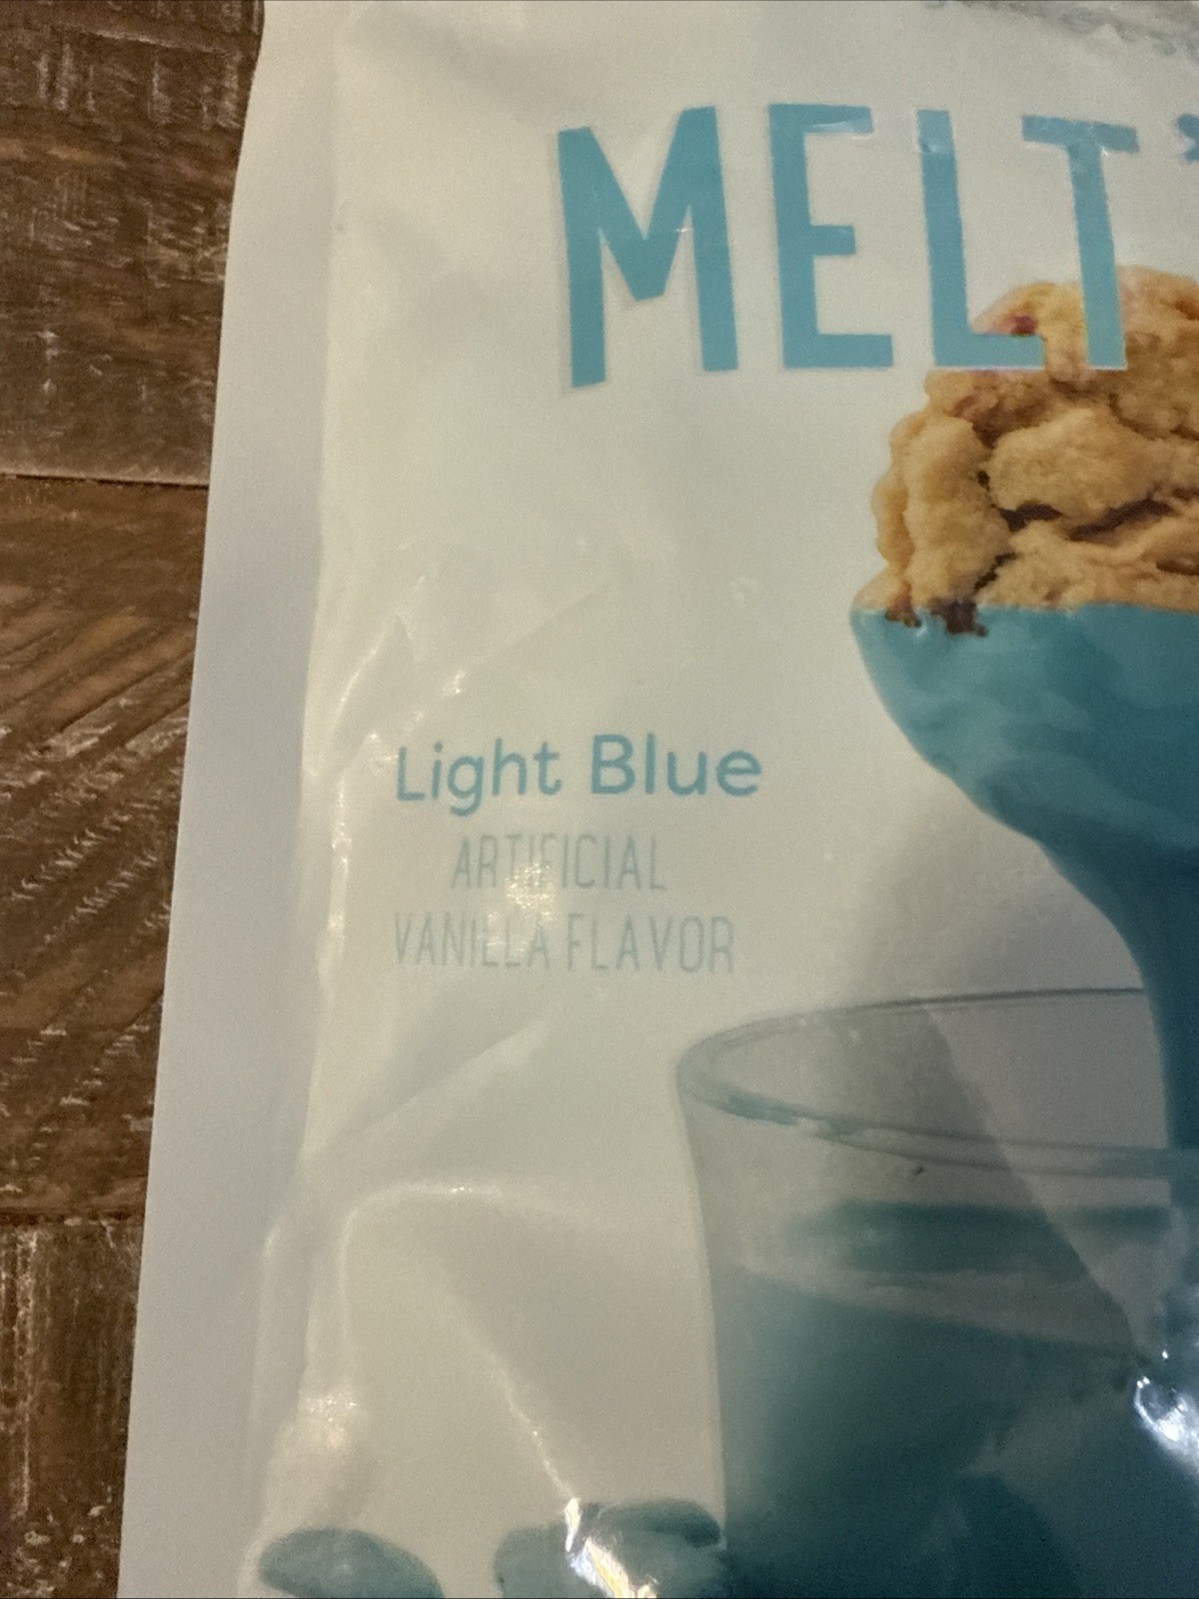 MELT'
Light Blue
ARTIFICIAL
VANILLA FLAVOR